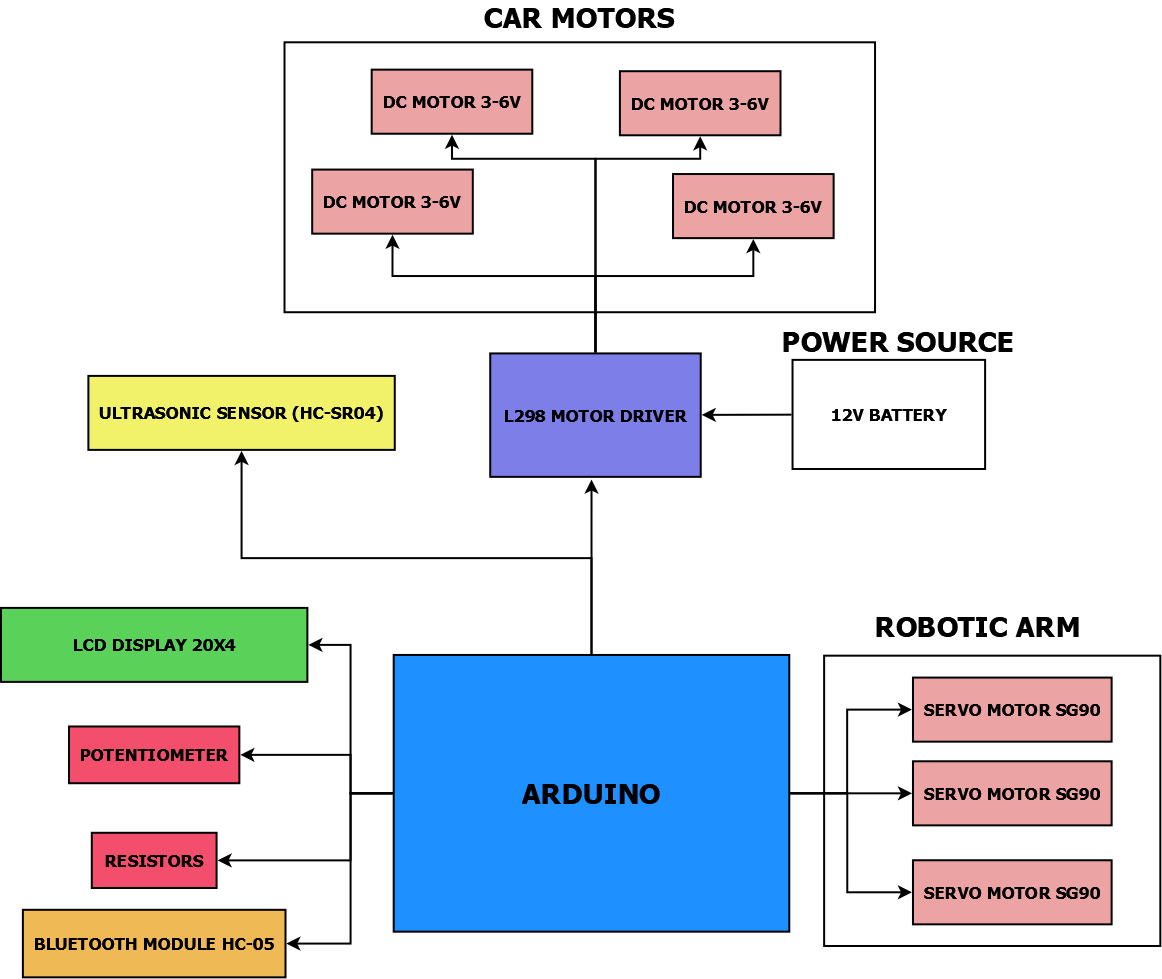 CAR MOTORS
DC MOTOR 3-6V
DC MOTOR 3-6V
DC MOTOR 3-6V
DC MOTOR 3-6V
POWER SOURCE
ULTRASONIC SENSOR (HC-SR04)
L298 MOTOR DRIVER
12V BATTERY
ROBOTIC ARM
LCD DISPLAY 20X4
SERVO MOTOR SG90
POTENTIOMETER
ARDUINO
SERVO MOTOR SG90
RESISTORS
SERVO MOTOR SG90
BLUETOOTH MODULE HC-05